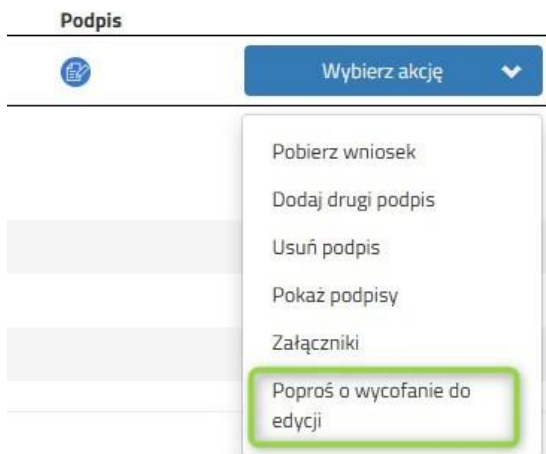 Podpis
Wybierz akcję
Pobierz wniosek
Dodaj drugi podpis
Usuń podpis
Pokaż podpisy
Załączniki
Poproś o wycofanie do
edycji